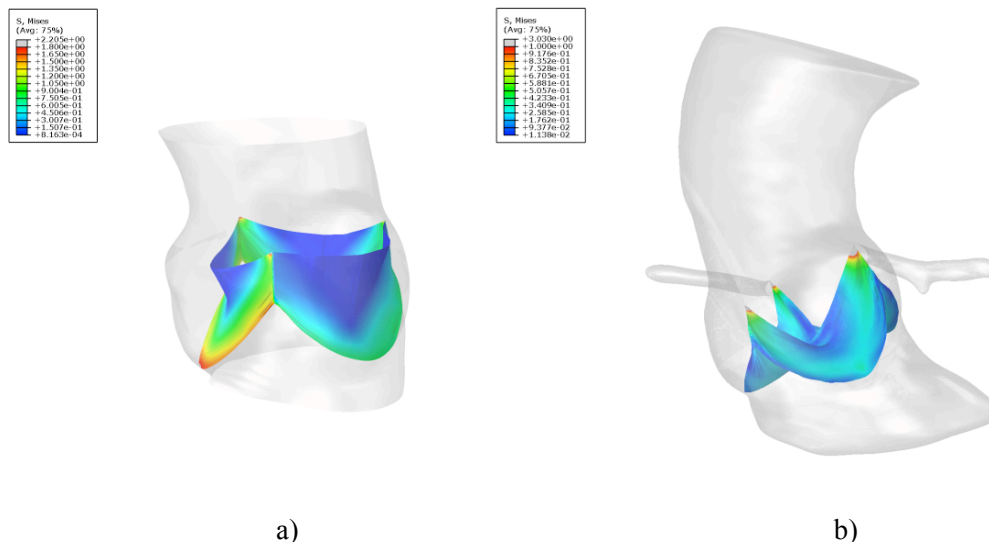 S, Mises
(Avg: 75%)
+2.205e+00
+1.800e+00
+1.650e+00
+1.500e+00
+1.350e+00
+1.200e+00
+1.050e+00
+9.004e-01
+7.505e-01
+6.005e-01
+4.506e-01
+3.007e-01
+1.507e-01
+8.163e-04
S, Mises
(Avg: 75%)
+3.030e+00
+1.000e+00
+9.176e-01
+8.352e-01
+7.528e-01
+6.705e-01
+5.881e-01
+5.057e-01
+4.233e-01
+3.409e-01
+2.585e-01
+1.762e-01
+9.377e-02
+1.138e-02
a)
b)